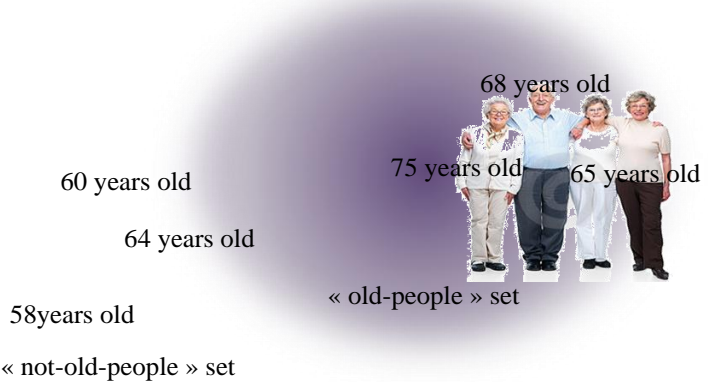 68 years old
75 years old
65 years old
60 years old
64 years old
« old-people » set
58years old
« not-old-people » set